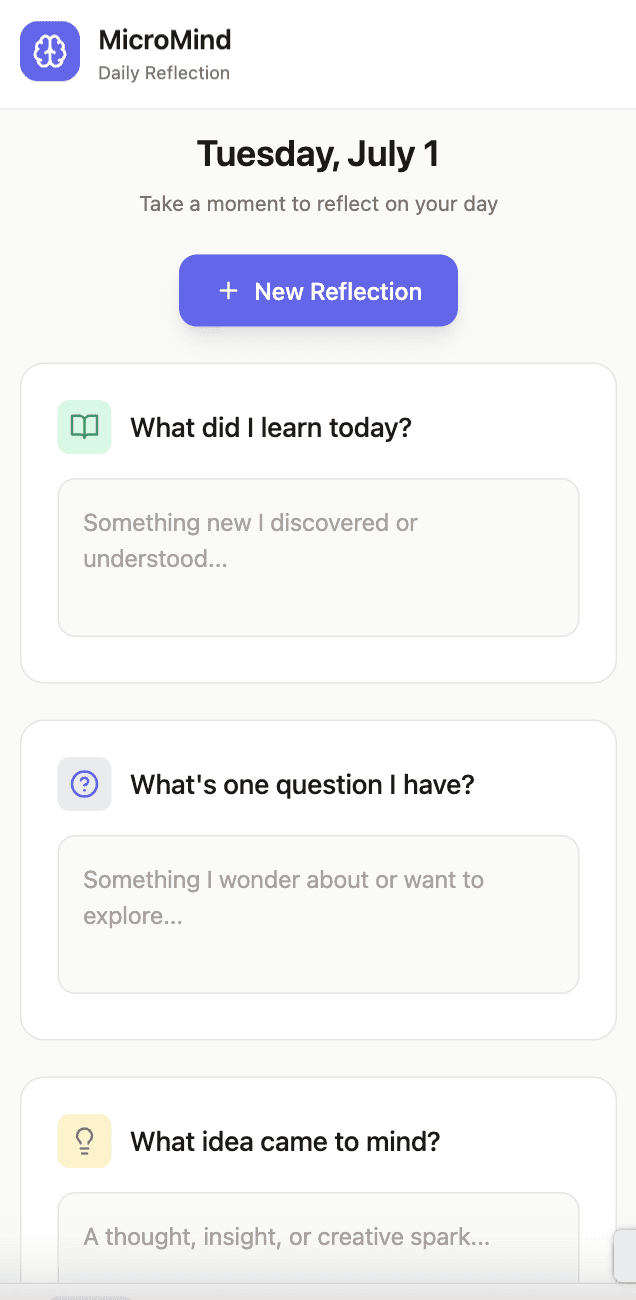 MicroMind
Daily Reflection
Tuesday, July 1
Take a moment to reflect on your day
+ New Reflection
What did I learn today?
Something new I discovered or
understood...
What's one question I have?
Something I wonder about or want to
explore...
What idea came to mind?
A thought, insight, or creative spark...